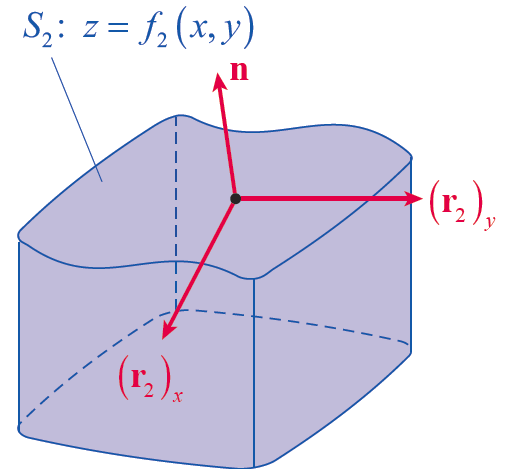 S₂: z = f₂(x, y)
n
(r₂)ᵧ
(r₂)ₓ